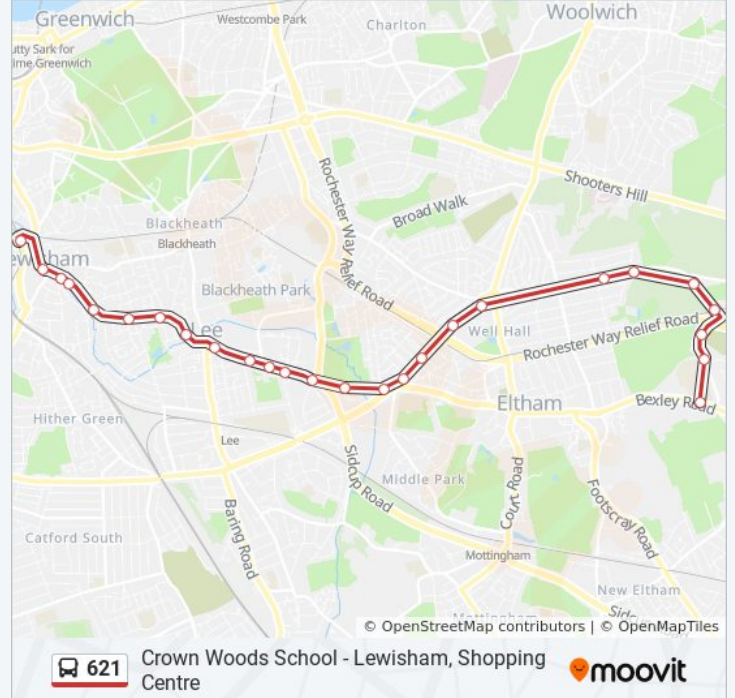 Greenwich
Westcombe Park
Woolwich
Charlton
utty Sark for
ime Greenwich
Shooters Hill
Rochester Way Relief Road
Broad Walk
Blackheath
Blackheath
ewisham
Blackheath Park
Well Hall
Lee
Rochester Way Relief Road
Eltham
Bexley Road
Hither Green
Lee
Sidcup Road
Middle Park
Court Road
Footscray Road
Baring Road
Catford South
Mottingham
New Eltham
Mottingham
© OpenStreetMap contributors | © OpenMapTiles
621
Crown Woods School - Lewisham, Shopping
Centre
moovit